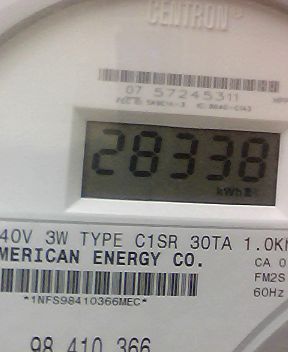 CENTRON®
07 57245311
28338
kWh
40V 3W TYPE C1SR 30TA 1.0K
MERICAN ENERGY CO.
CA 0
FM2S
60Hz
*1NFS98410366MEC*
98 410 366